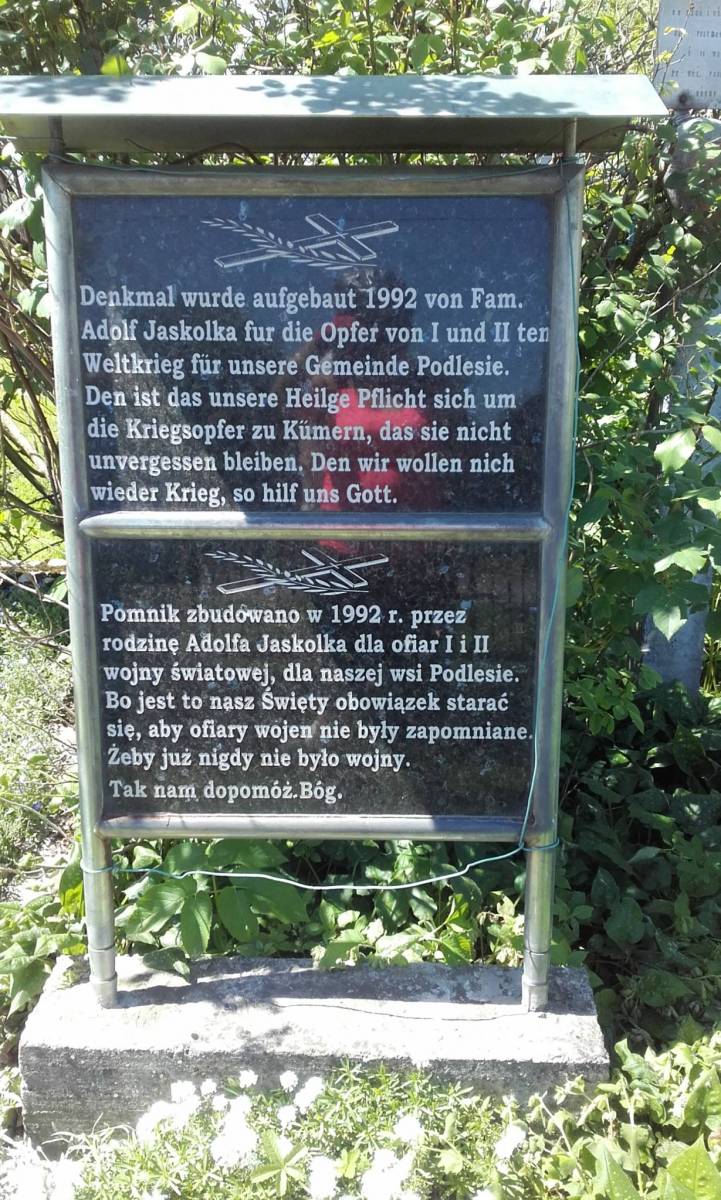 Denkmal wurde aufgebaut 1992 von Fam.
Adolf Jaskolka fur die Opfer von I und II ten
Weltkrieg für unsere Gemeinde Podlesie.
Den ist das unsere Heilge Pflicht sich um
die Kriegsopfer zu Kümern, das sie nicht
unvergessen bleiben. Den wir wollen nich
wieder Krieg, so hilf uns Gott.
Pomnik zbudowano w 1992 r. przez
rodzinę Adolfa Jaskolka dla ofiar I i II
wojny światowej, dla naszej wsi Podlesie.
Bo jest to nasz Święty obowiązek starać
się, aby ofiary wojen nie były zapomniane.
Żeby już nigdy nie było wojny.
Tak nam dopomóż.Bóg.